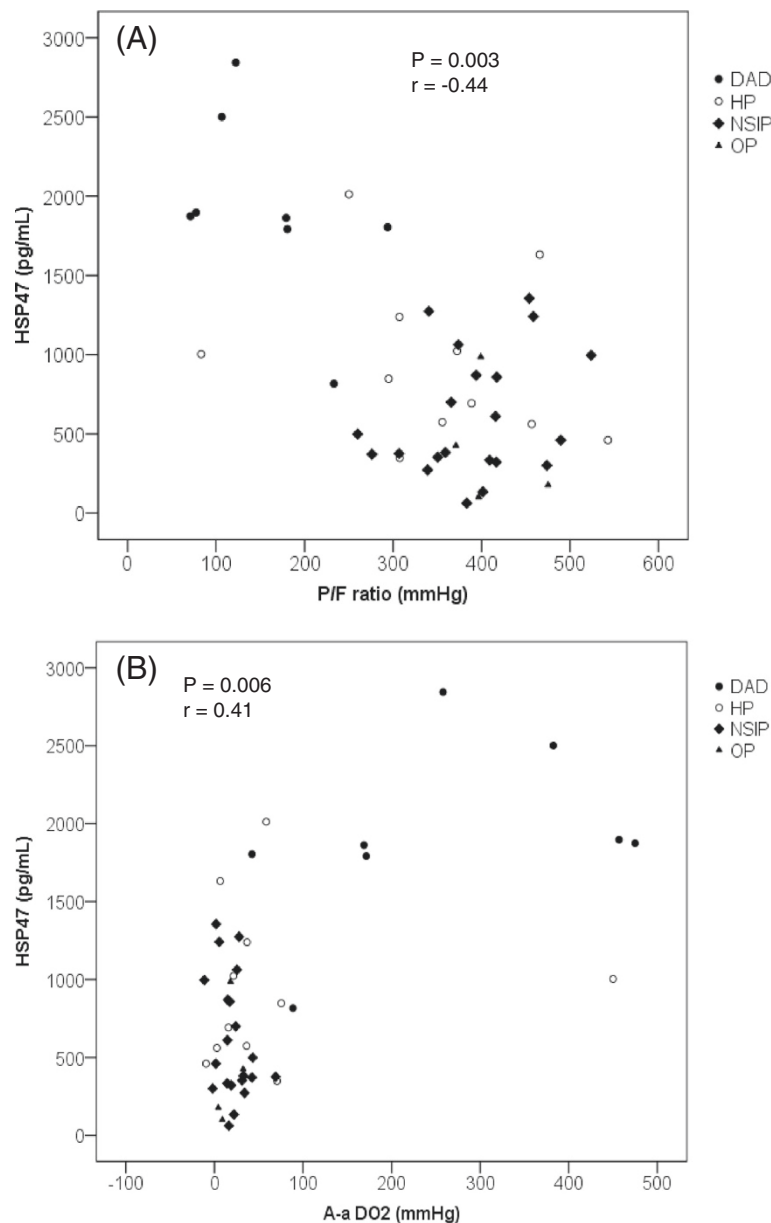 (A)
P = 0.003
r = -0.44
DAD
HP
NSIP
OP
3000
2500
2000
1500
1000
500
0
HSP47 (pg/mL)
0 100 200 300 400 500 600
P/F ratio (mmHg)
(B)
P = 0.006
r = 0.41
DAD
HP
NSIP
OP
3000
2500
2000
1500
1000
500
0
HSP47 (pg/mL)
-100 0 100 200 300 400 500
A-a DO2 (mmHg)